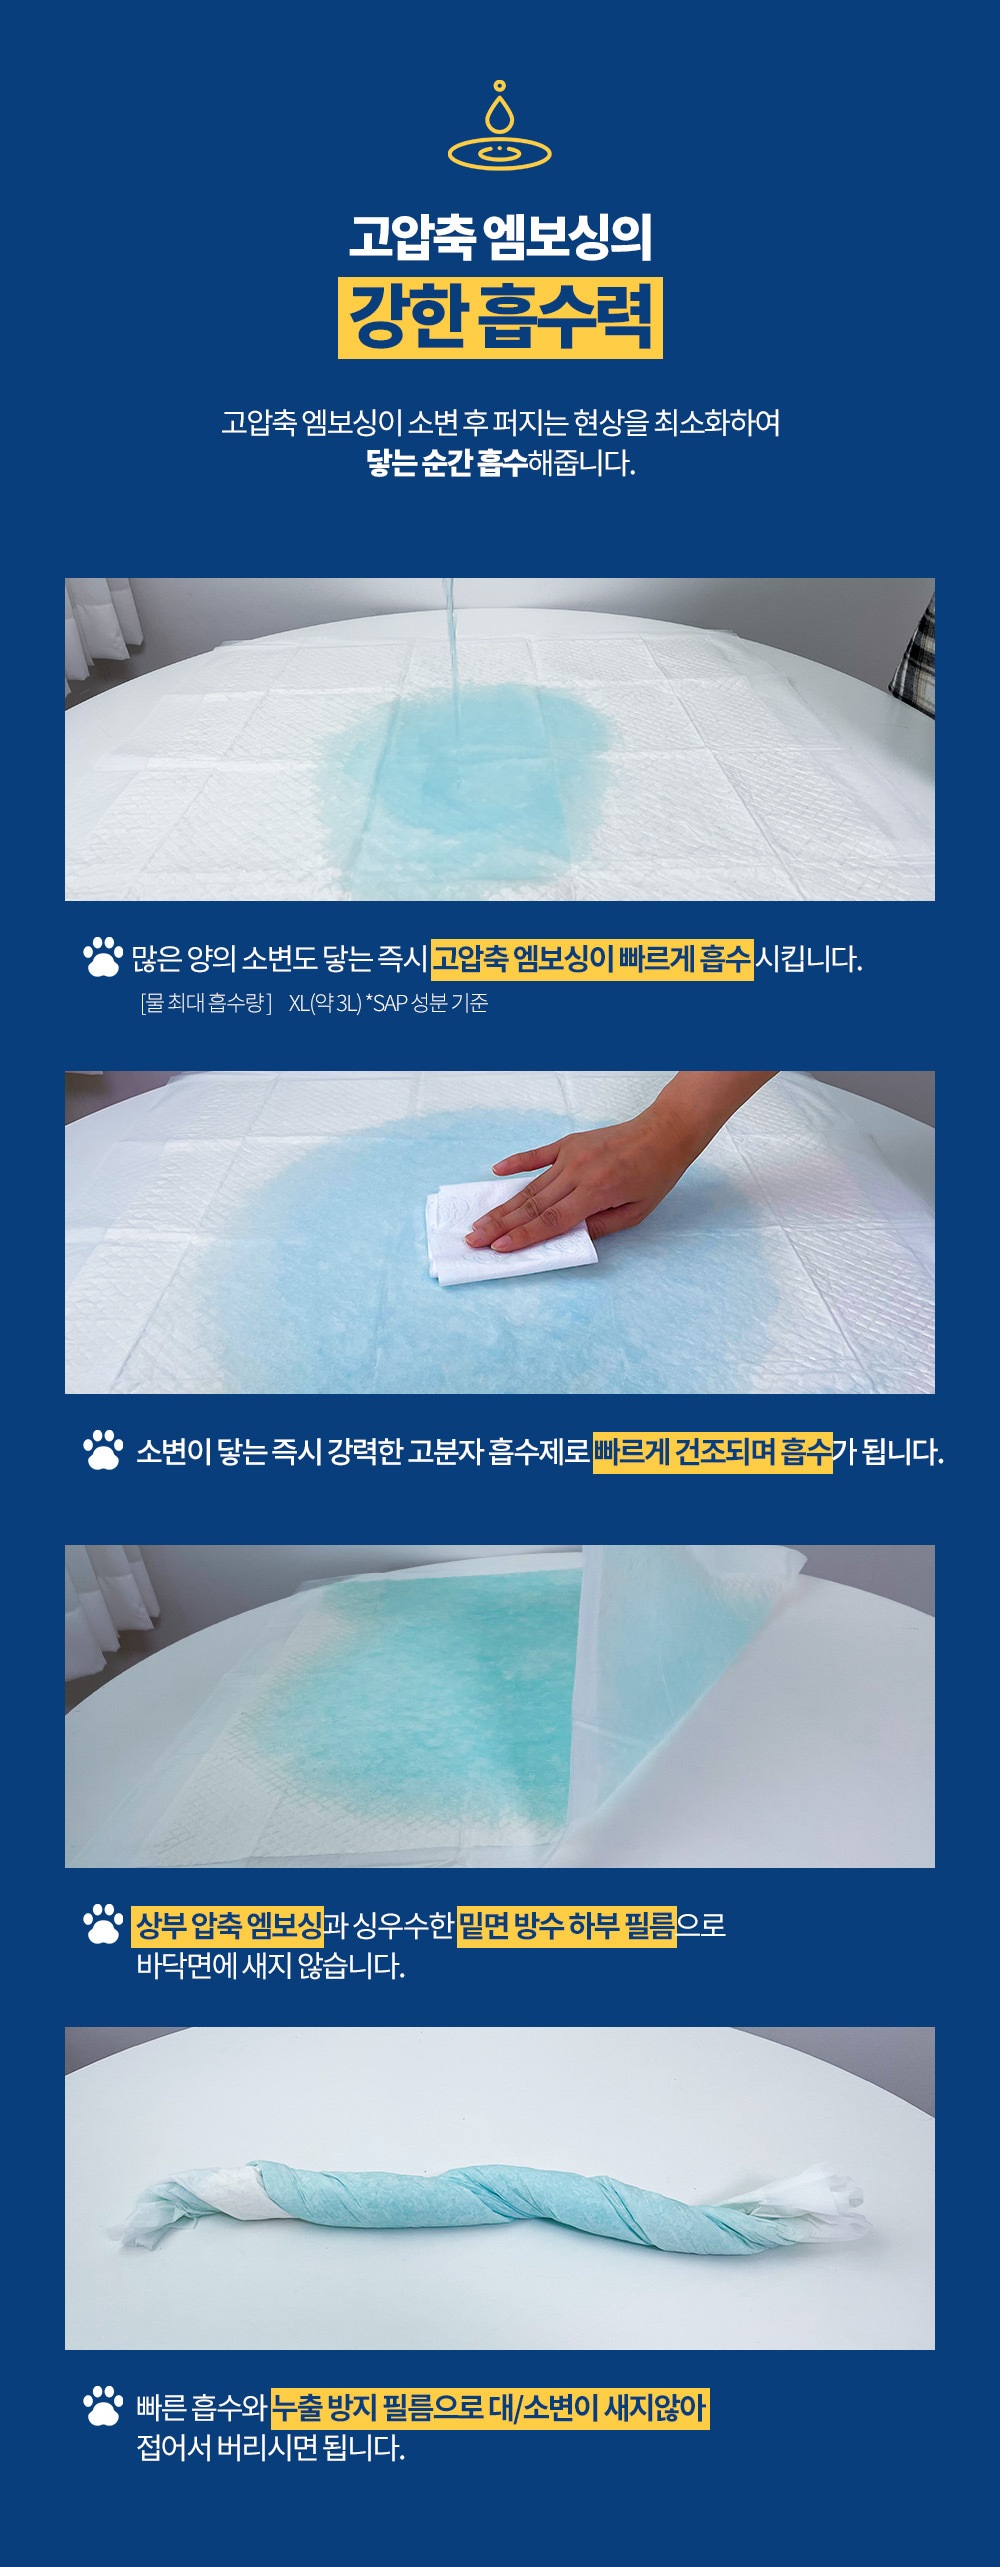 고압축 엠보싱의
강한 흡수력
고압축 엠보싱이 소변 후 퍼지는 현상을 최소화하여
닿는 순간 흡수해줍니다.
많은 양의 소변도 닿는 즉시 고압축 엠보싱이 빠르게 흡수 시킵니다.
[물 최대 흡수량] XL(약 3L) *SAP 성분 기준
소변이 닿는 즉시 강력한 고분자 흡수제로 빠르게 건조되며 흡수가 됩니다.
상부 압축 엠보싱과 싱우수한 밑면 방수 하부 필름으로
바닥면에 새지 않습니다.
빠른 흡수와 누출 방지 필름으로 대/소변이 새지않아
접어서 버리시면 됩니다.